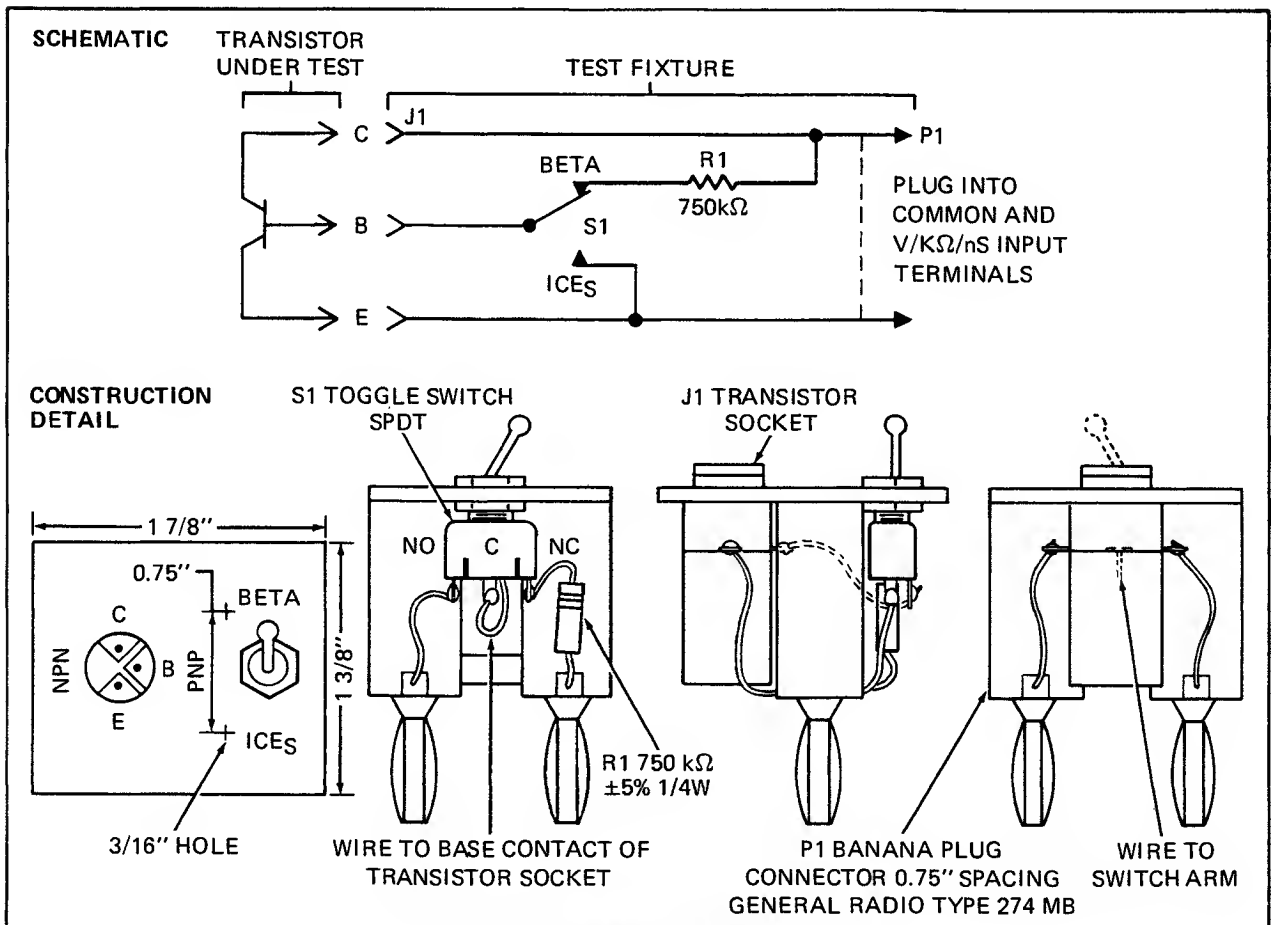 SCHEMATIC
TRANSISTOR
UNDER TEST
TEST FIXTURE
C
J1
P1
BETA
R1
750kΩ
B
S1
PLUG INTO
COMMON AND
V/KΩ/nS INPUT
TERMINALS
ICES
E
CONSTRUCTION
DETAIL
S1 TOGGLE SWITCH
SPDT
J1 TRANSISTOR
SOCKET
1 7/8"
0.75"
BETA
C
NPN
B
PNP
E
ICES
1 3/8"
3/16" HOLE
NO
C
NC
R1 750 kΩ
±5% 1/4W
WIRE TO BASE CONTACT OF
TRANSISTOR SOCKET
P1 BANANA PLUG
CONNECTOR 0.75" SPACING
GENERAL RADIO TYPE 274 MB
WIRE TO
SWITCH ARM